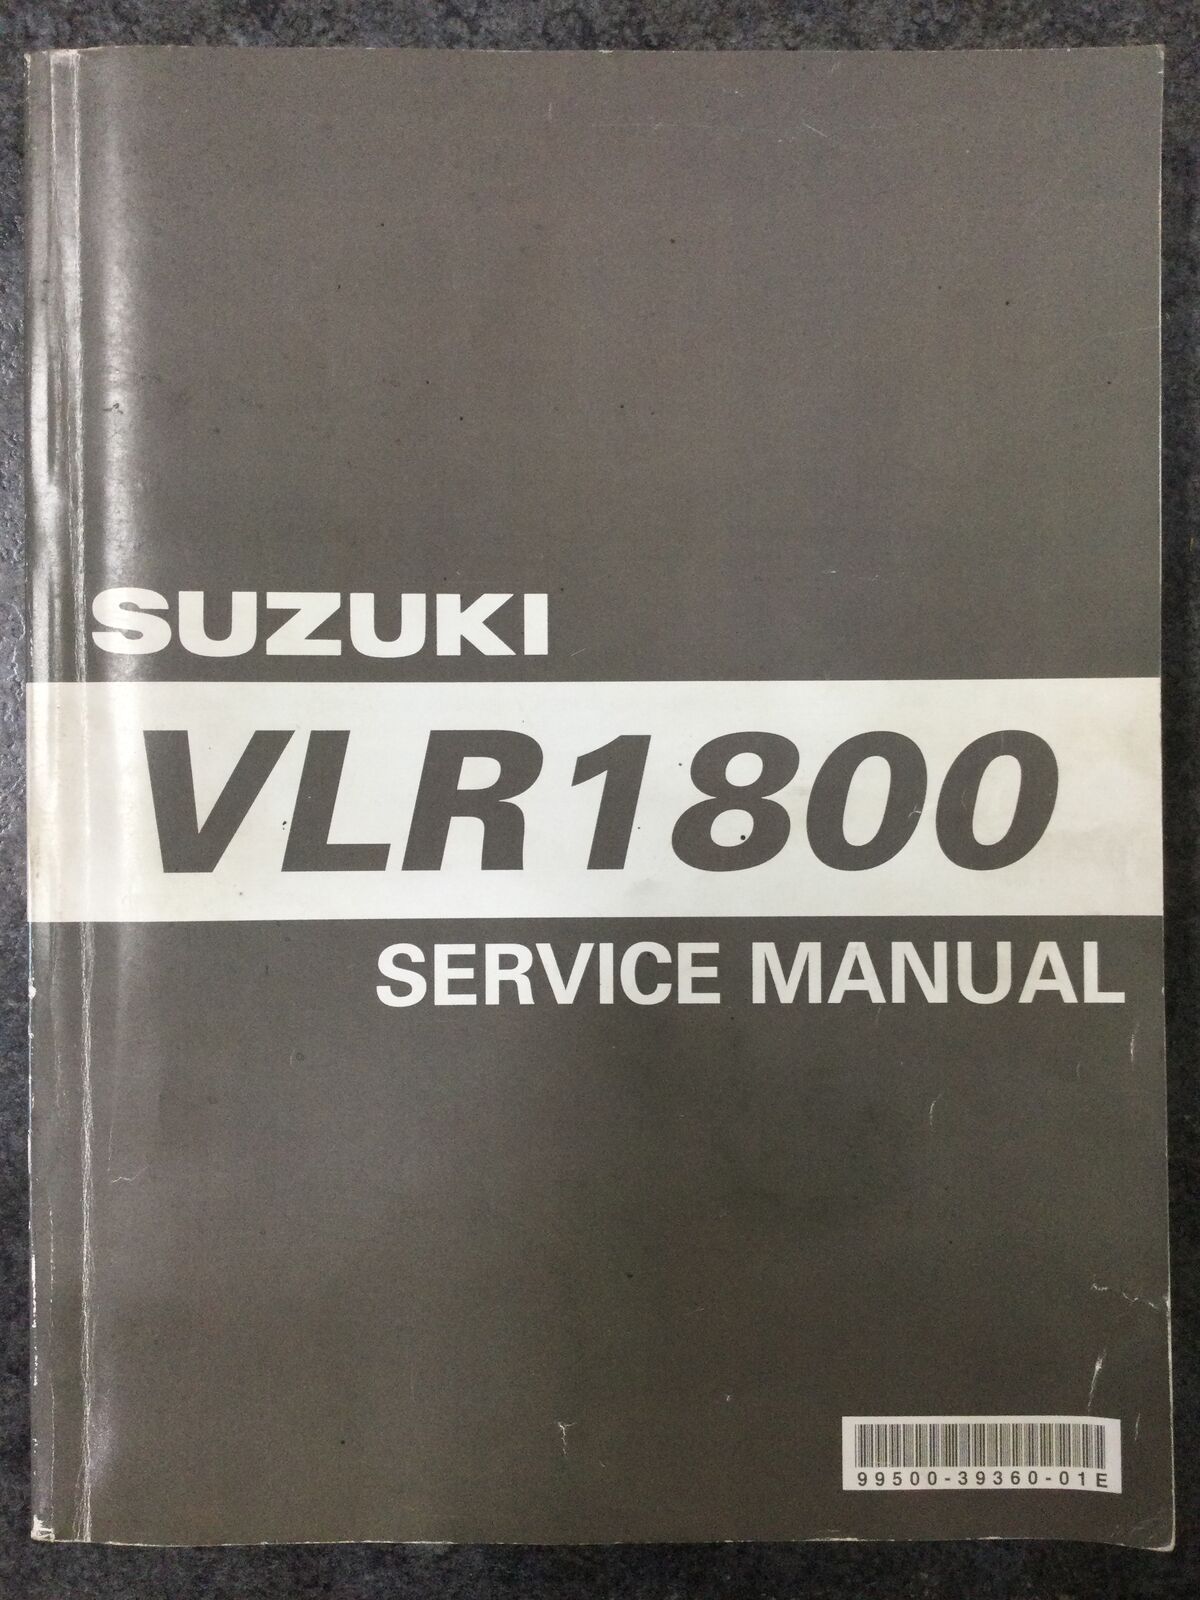 SUZUKI
VLR1800
SERVICE MANUAL
99500-39360-01E